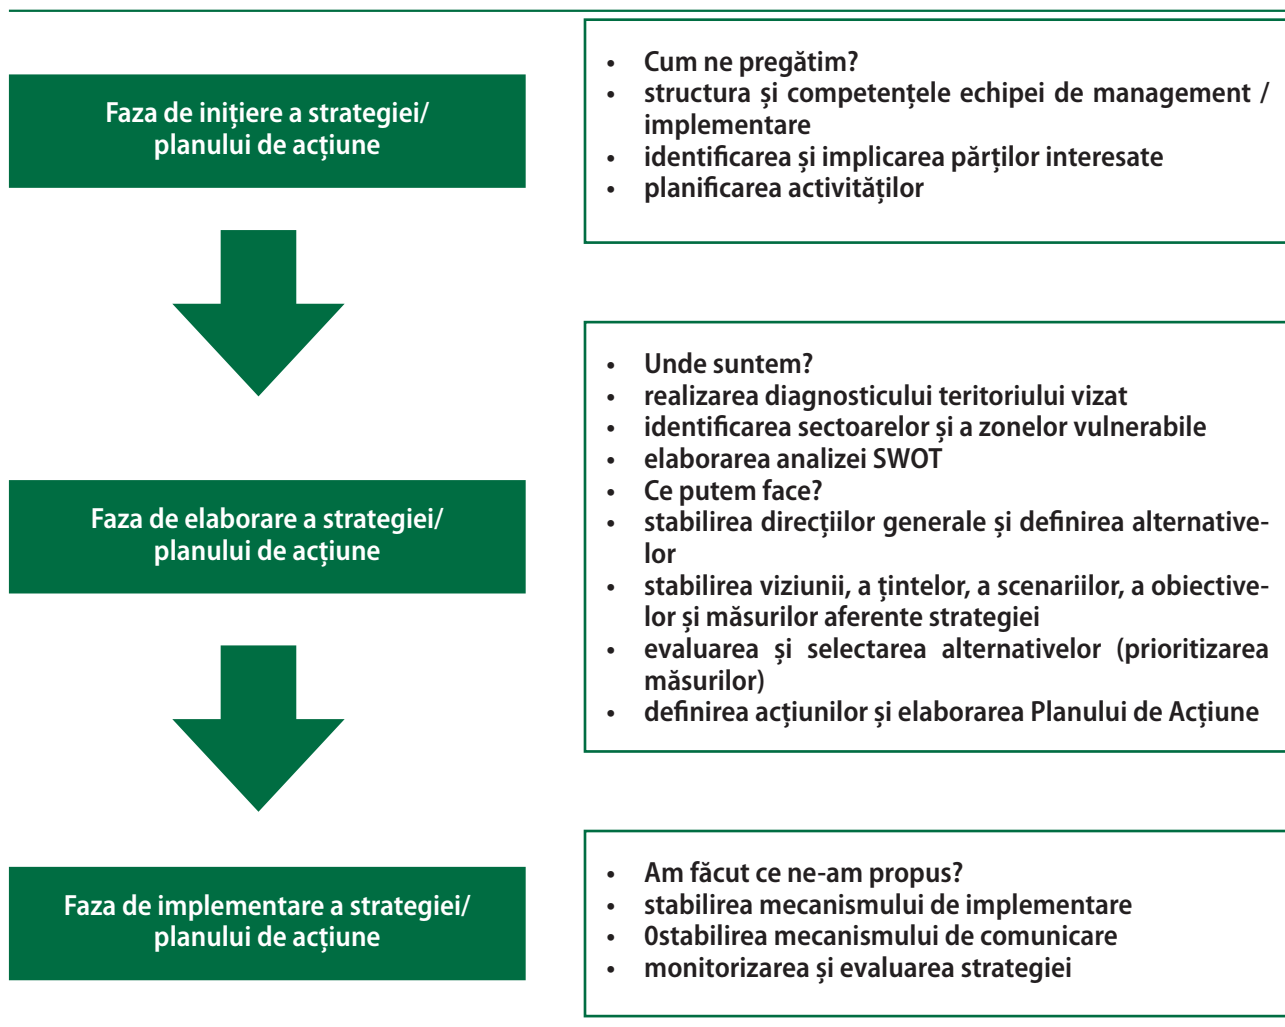 Faza de inițiere a strategiei/
planului de acțiune
• Cum ne pregătim?
• structura și competențele echipei de management /
implementare
• identificarea și implicarea părților interesate
• planificarea activităților
Faza de elaborare a strategiei/
planului de acțiune
• Unde suntem?
• realizarea diagnosticului teritoriului vizat
• identificarea sectoarelor și a zonelor vulnerabile
• elaborarea analizei SWOT
• Ce putem face?
• stabilirea direcțiilor generale și definirea alternative-
lor
• stabilirea viziunii, a țintelor, a scenariilor, a obiective-
lor și măsurilor aferente strategiei
• evaluarea și selectarea alternativelor (prioritizarea
măsurilor)
• definirea acțiunilor și elaborarea Planului de Acțiune
Faza de implementare a strategiei/
planului de acțiune
• Am făcut ce ne-am propus?
• stabilirea mecanismului de implementare
• 0stabilirea mecanismului de comunicare
• monitorizarea și evaluarea strategiei